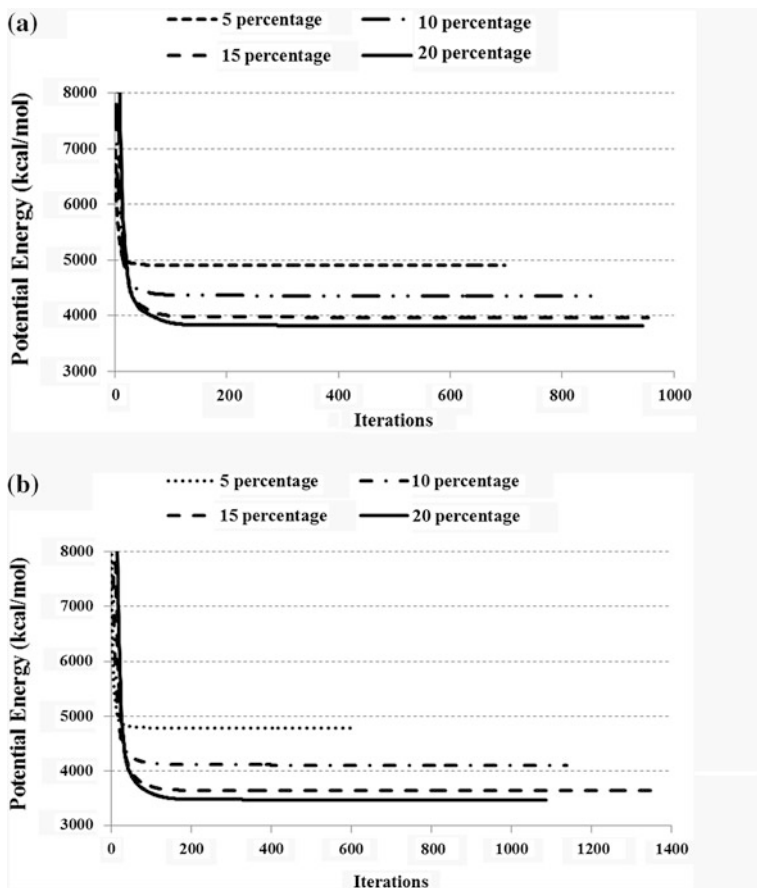 (a)
5 percentage
10 percentage
15 percentage
20 percentage
8000
7000
6000
5000
4000
3000
Potential Energy (kcal/mol)
0 200 400 600 800 1000
Iterations
(b)
5 percentage
10 percentage
15 percentage
20 percentage
8000
7000
6000
5000
4000
3000
Potential Energy (kcal/mol)
0 200 400 600 800 1000 1200 1400
Iterations